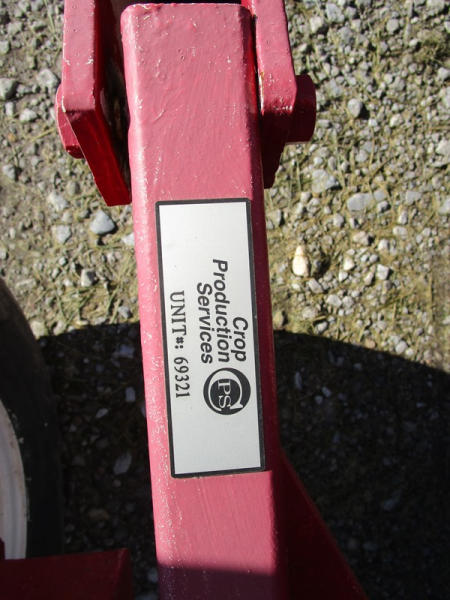 Crop
Production
Services
UNIT#: 69321
CPS